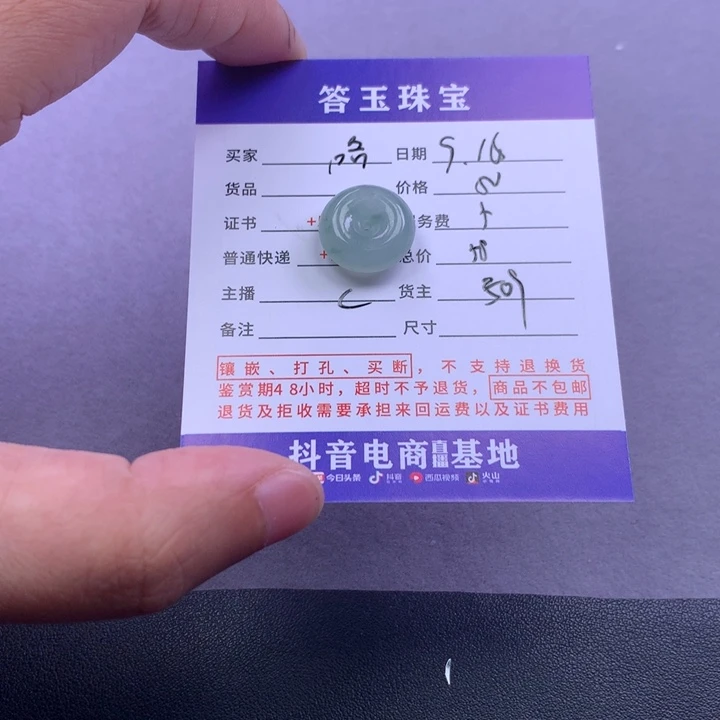 答玉珠宝
买家 日期 9.16
货品 价格
证书 + 务费
普通快递 + 总价
主播 货主 309
备注 尺寸
镶嵌、打孔、买断，不支持退换货
鉴赏期48小时，超时不予退货，商品不包邮
退货及拒收需要承担来回运费以及证书费用
抖音电商直播基地
今日头条 抖音 西瓜视频 火山